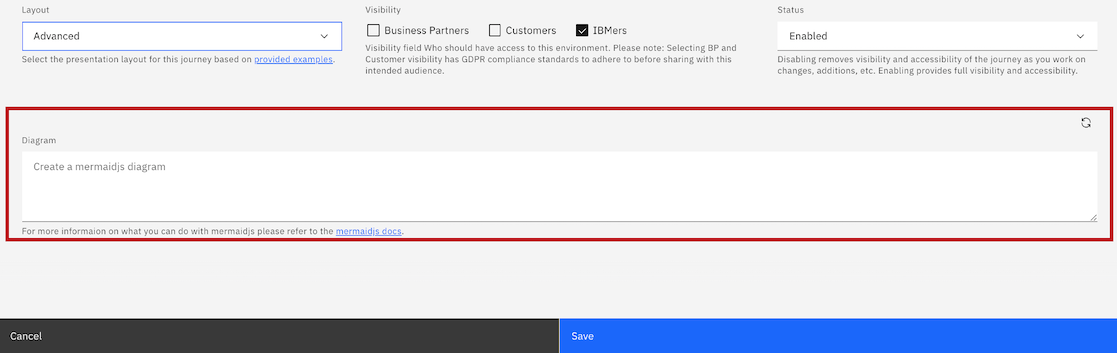 Layout
Advanced
Select the presentation layout for this journey based on provided examples.
Visibility
Business Partners
Customers
IBMers
Visibility field Who should have access to this environment. Please note: Selecting BP and
Customer visibility has GDPR compliance standards to adhere to before sharing with this
intended audience.
Status
Enabled
Disabling removes visibility and accessibility of the journey as you work on
changes, additions, etc. Enabling provides full visibility and accessibility.
Diagram
Create a mermaidjs diagram
For more informaion on what you can do with mermaidjs please refer to the mermaidjs docs.
Cancel
Save